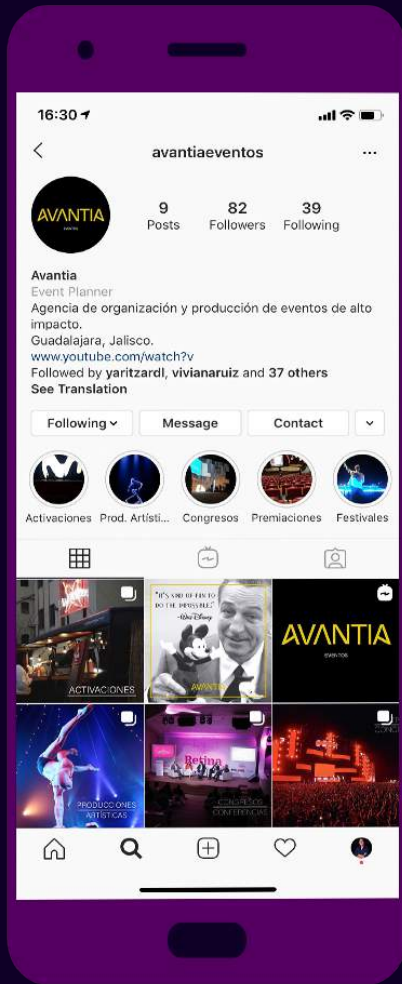 16:30
avantiaeventos
...
AVANTIA
EVENTOS
9 82 39
Posts Followers Following
Avantia
Event Planner
Agencia de organización y producción de eventos de alto
impacto.
Guadalajara, Jalisco.
www.youtube.com/watch?v
Followed by yaritzardl, vivianaruiz and 37 others
See Translation
Following Message Contact
Activaciones Prod. Artísti... Congresos Premiaciones Festivales
ACTIVACIONES
"IT'S KIND OF FUN TO
DO THE IMPOSSIBLE"
-Walt Disney
AVANTIA
AVANTIA
EVENTOS
PRODUCCIONES
ARTÍSTICAS
Retina
CONGRESOS
CONFERENCIAS